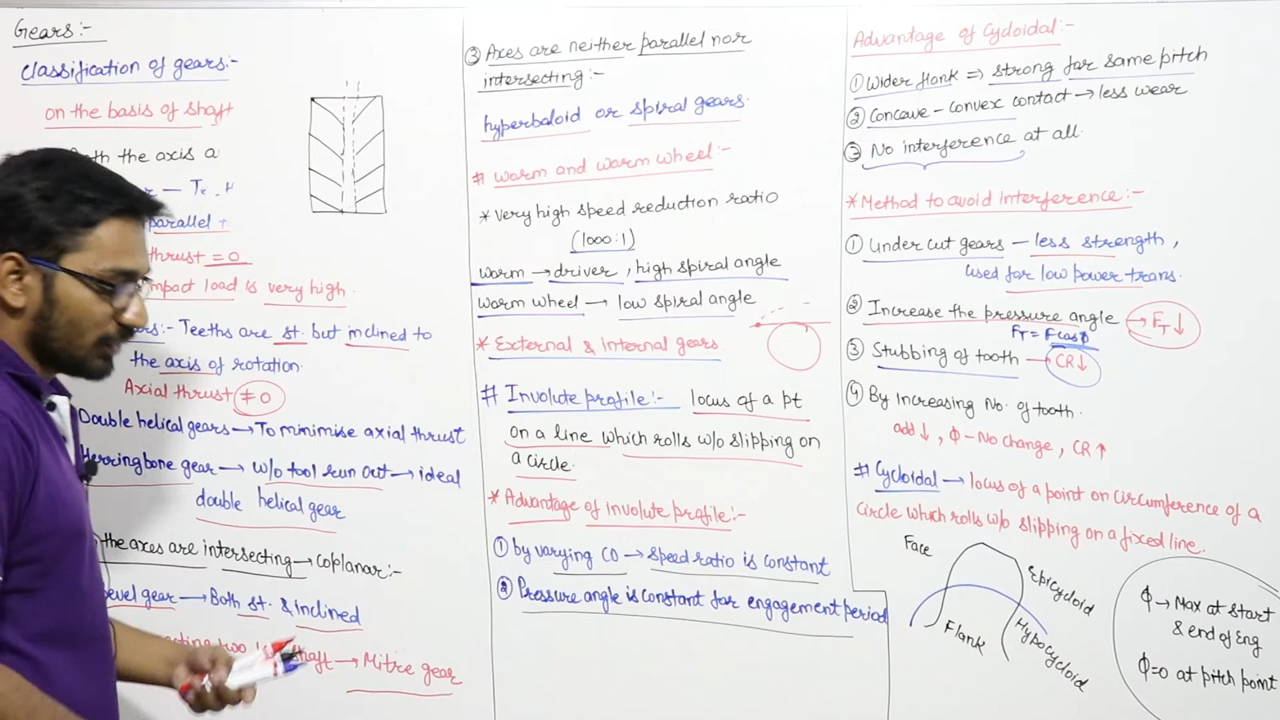 Gears:-
Classification of gears:-
on the basis of shaft
the axis a
parallel
thrust = 0
mpact load is very high.
Teeths are st. but inclined to
the axis of rotation.
Axial thrust ≠ 0
Double helical gears → To minimise axial thrust
Herringbone gear → w/o tool run out → ideal
double helical gear
the axes are intersecting → coplanar:-
Bevel gear → Both st. & inclined
two shaft → Mitre gear
③ Axes are neither parallel nor
intersecting:-
hyperbaloid or spiral gears.
# Worm and worm wheel:-
* Very high speed reduction ratio
(1000:1)
worm → driver, high spiral angle
Worm wheel → low spiral angle
* External & Internal gears
# Involute profile:- locus of a pt
on a line which rolls w/o slipping on
a circle.
* Advantage of involute profile:-
① by varying CD → speed ratio is constant
② Pressure angle is constant for engagement period
Advantage of Cycloidal:-
① Wider flank ⇒ strong for same pitch
② Concave - convex contact → less wear
③ No interference at all.
* Method to avoid Interference:-
① Under cut gears – less strength,
used for low power trans.
② Increase the pressure angle → FT↓
FT = F cos ϕ
③ Stubbing of tooth → CR↓
④ By increasing No. of tooth.
add↓, ϕ – No change, CR↑
# Cycloidal → locus of a point on circumference of a
circle which rolls w/o slipping on a fixed line.
Face
Epicycloid
Flank
Hypocycloid
ϕ → Max at start
& end of Eng
ϕ=0 at pitch point